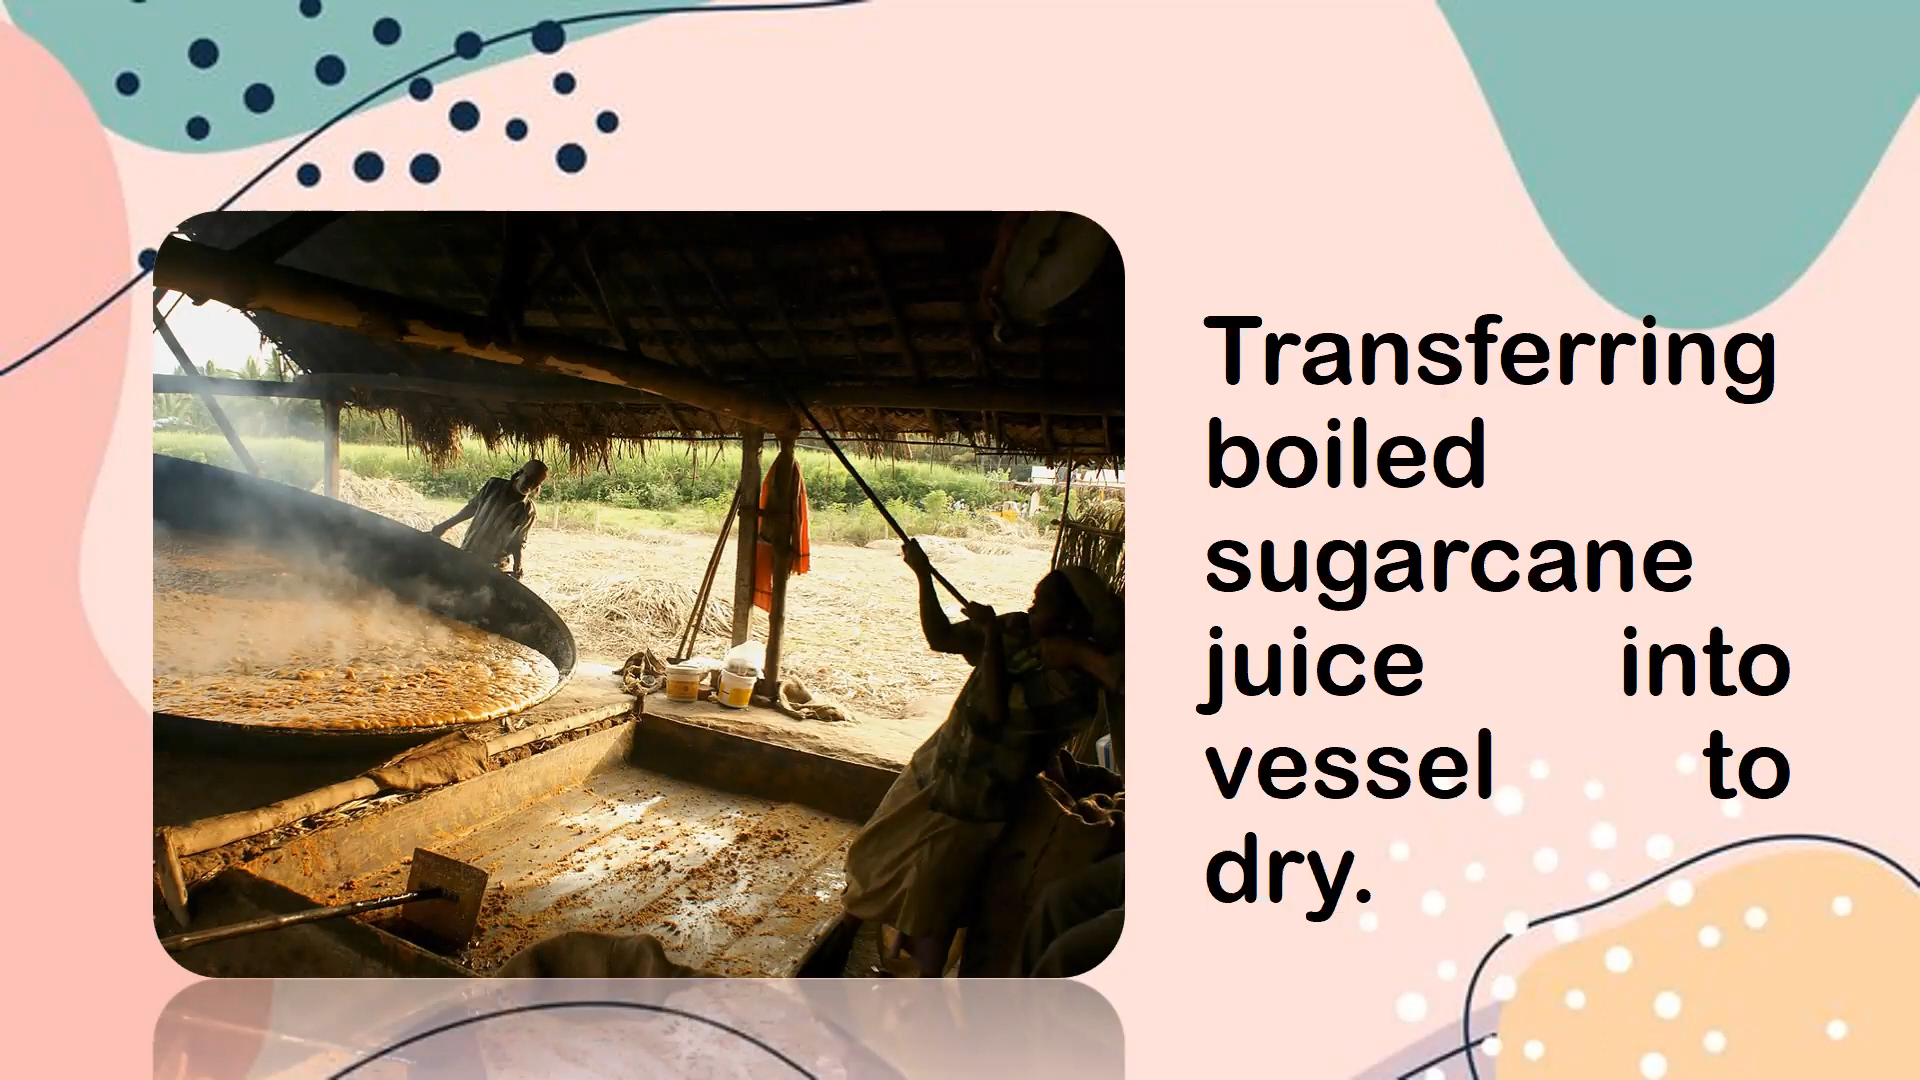 Transferring
boiled
sugarcane
juice into
vessel to
dry.